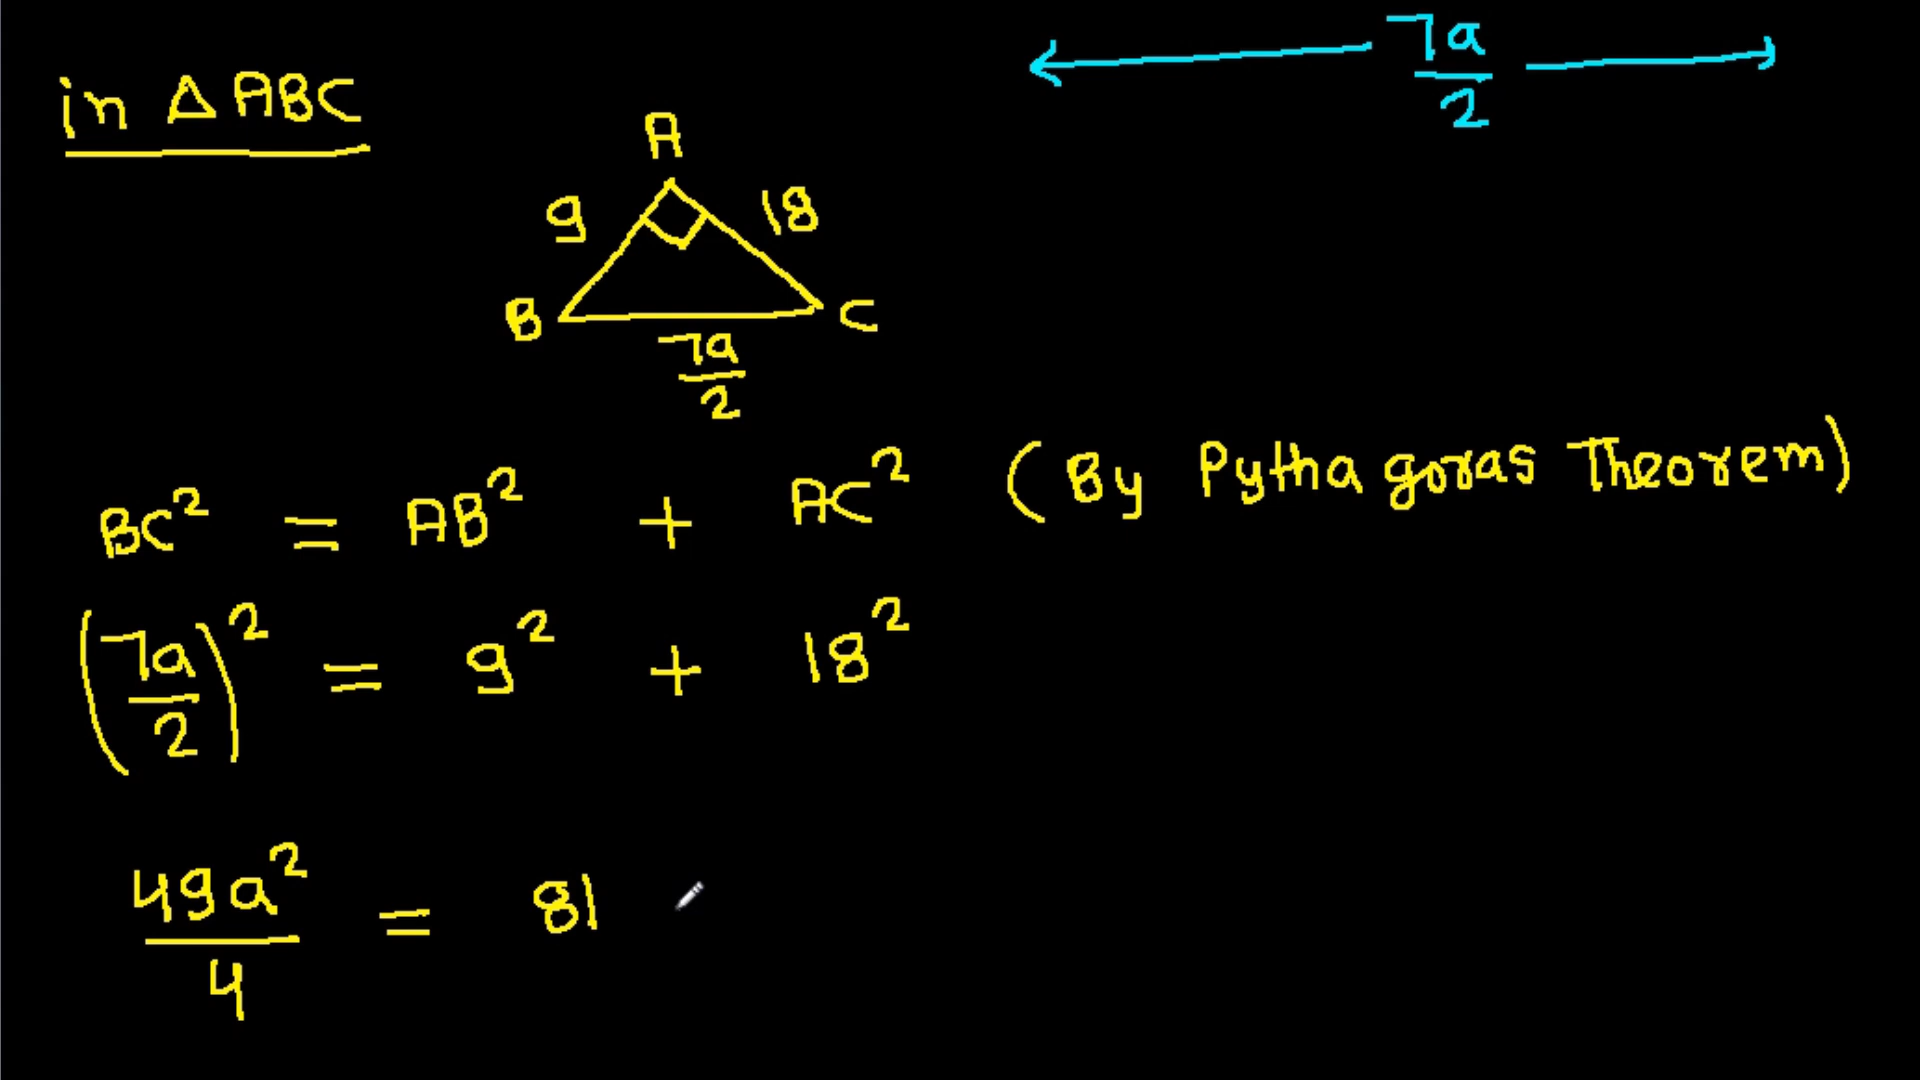 7a/2
in △ ABC
A
9 18
B C
7a/2
BC² = AB² + AC² (By Pythagoras Theorem)
(7a/2)² = 9² + 18²
49a²/4 = 81